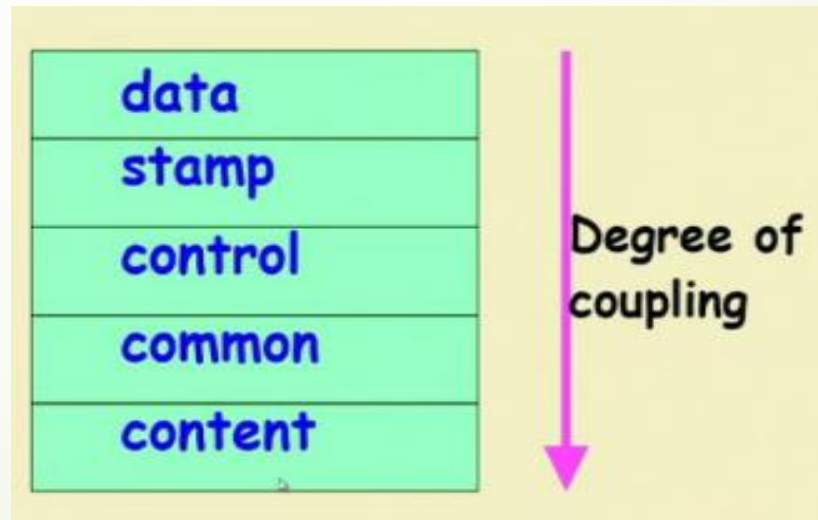 data
stamp
control
common
content
Degree of
coupling